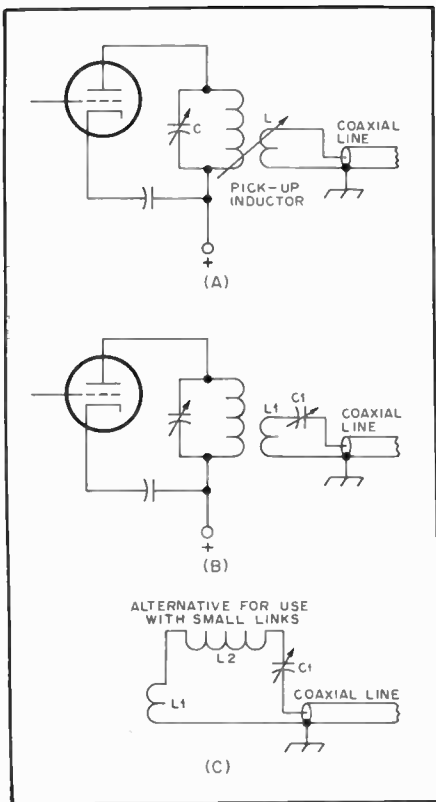 C
L
COAXIAL
LINE
PICK-UP
INDUCTOR
+
(A)
L1
C1
COAXIAL
LINE
+
(B)
ALTERNATIVE FOR USE
WITH SMALL LINKS
L2
C1
L1
COAXIAL LINE
(C)